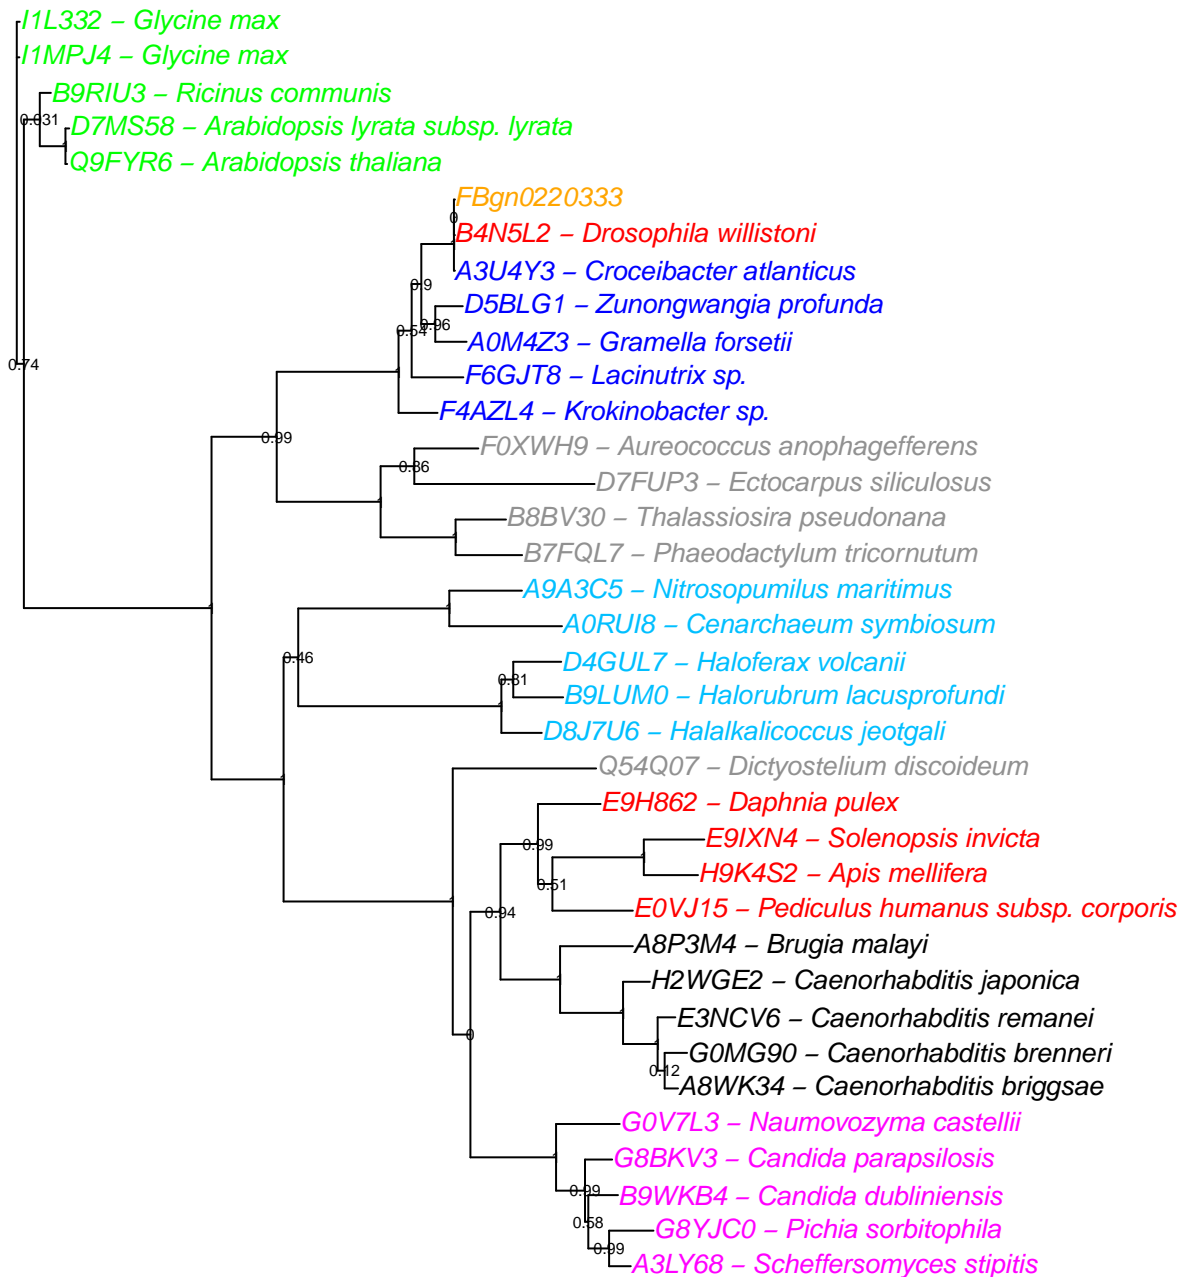 I1L332 – Glycine max
I1MPJ4 – Glycine max
B9RIU3 – Ricinus communis
0.031
D7MS58 – Arabidopsis lyrata subsp. lyrata
Q9FYR6 – Arabidopsis thaliana
FBgn0220333
0
B4N5L2 – Drosophila willistoni
A3U4Y3 – Croceibacter atlanticus
0.9
D5BLG1 – Zunongwangia profunda
0.96
0.54
A0M4Z3 – Gramella forsetii
0.74
F6GJT8 – Lacinutrix sp.
F4AZL4 – Krokinobacter sp.
0.99
F0XWH9 – Aureococcus anophagefferens
0.86
D7FUP3 – Ectocarpus siliculosus
B8BV30 – Thalassiosira pseudonana
B7FQL7 – Phaeodactylum tricornutum
A9A3C5 – Nitrosopumilus maritimus
A0RUI8 – Cenarchaeum symbiosum
0.46
D4GUL7 – Haloferax volcanii
0.81
B9LUM0 – Halorubrum lacusprofundi
D8J7U6 – Halalkalicoccus jeotgali
Q54Q07 – Dictyostelium discoideum
E9H862 – Daphnia pulex
E9IXN4 – Solenopsis invicta
0.99
H9K4S2 – Apis mellifera
0.51
E0VJ15 – Pediculus humanus subsp. corporis
0.94
A8P3M4 – Brugia malayi
H2WGE2 – Caenorhabditis japonica
E3NCV6 – Caenorhabditis remanei
0
G0MG90 – Caenorhabditis brenneri
0.12
A8WK34 – Caenorhabditis briggsae
G0V7L3 – Naumovozyma castellii
G8BKV3 – Candida parapsilosis
0.99
B9WKB4 – Candida dubliniensis
0.58
G8YJC0 – Pichia sorbitophila
0.99
A3LY68 – Scheffersomyces stipitis